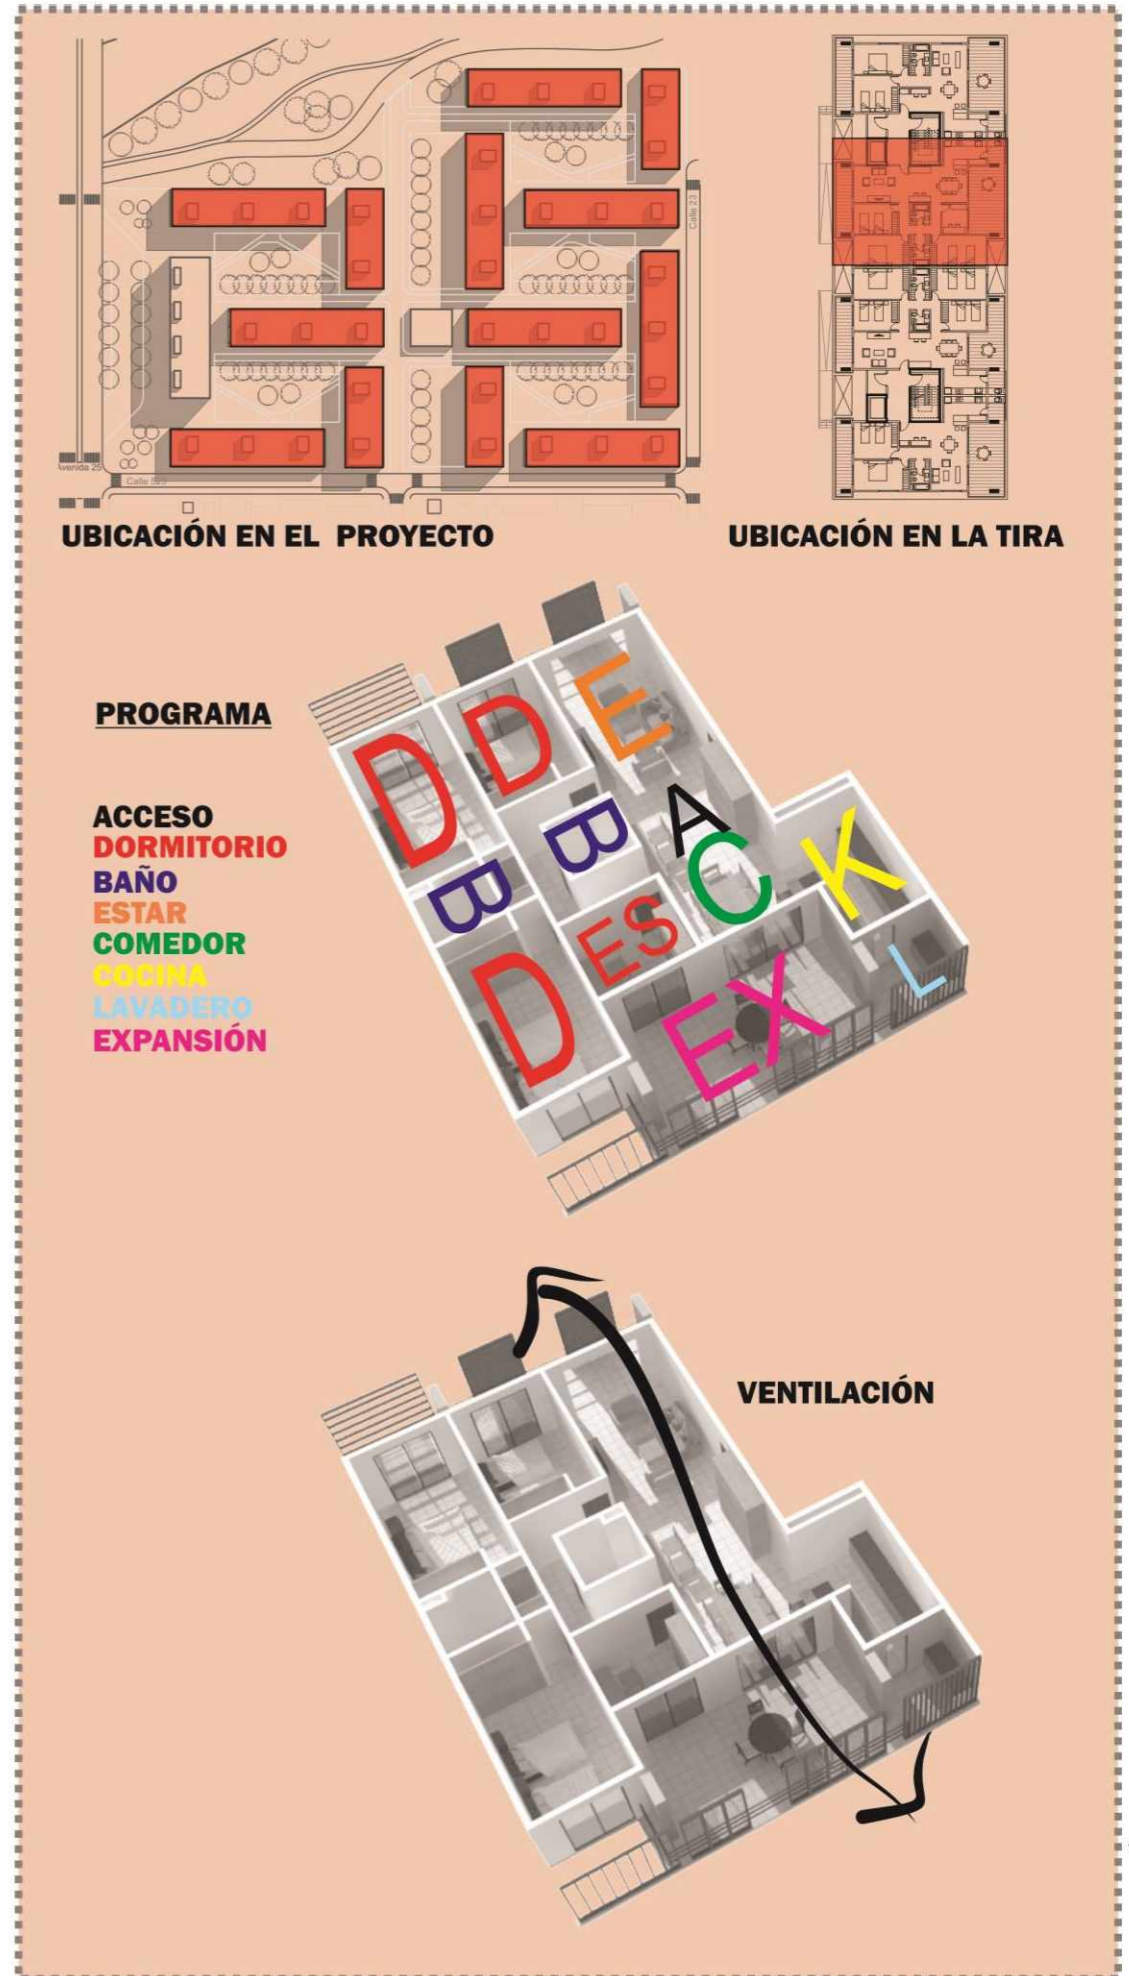 Calle 23
Avenida 25
Calle 523
UBICACIÓN EN EL PROYECTO
UBICACIÓN EN LA TIRA
PROGRAMA
ACCESO
DORMITORIO
BAÑO
ESTAR
COMEDOR
COCINA
LAVADERO
EXPANSIÓN
D
D
E
B
B
A
C
K
D
ES
EX
L
VENTILACIÓN